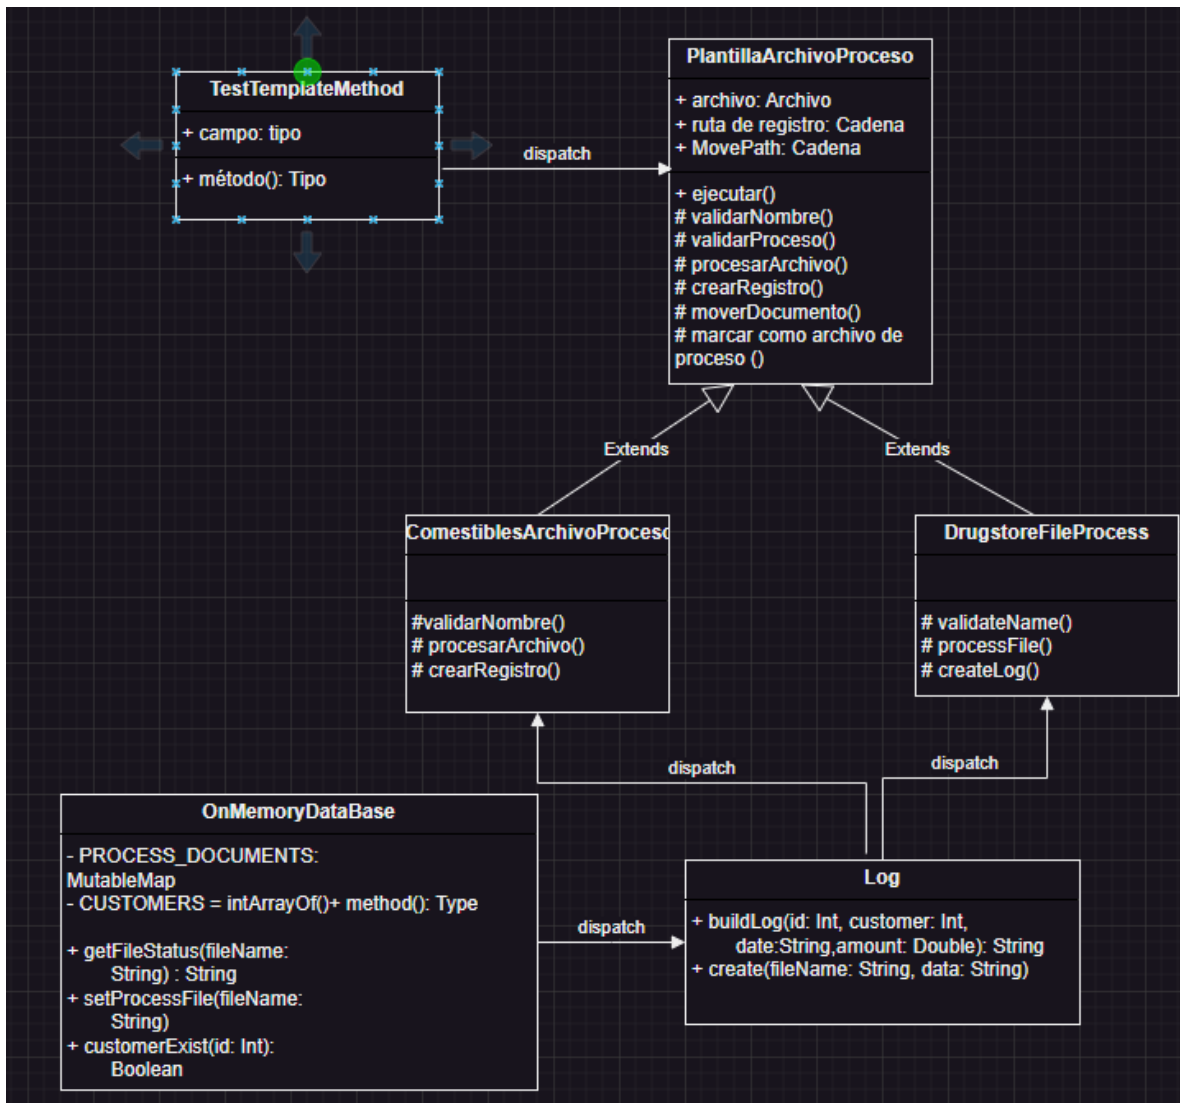 TestTemplateMethod
+ campo: tipo
+ método(): Tipo
dispatch
PlantillaArchivoProceso
+ archivo: Archivo
+ ruta de registro: Cadena
+ MovePath: Cadena
+ ejecutar()
# validarNombre()
# validarProceso()
# procesarArchivo()
# crearRegistro()
# moverDocumento()
# marcar como archivo de
proceso ()
Extends
Extends
ComestiblesArchivoProceso
#validarNombre()
# procesarArchivo()
# crearRegistro()
DrugstoreFileProcess
# validateName()
# processFile()
# createLog()
dispatch
dispatch
OnMemoryDataBase
- PROCESS_DOCUMENTS:
MutableMap
- CUSTOMERS = intArrayOf()+ method(): Type
+ getFileStatus(fileName:
String) : String
+ setProcessFile(fileName:
String)
+ customerExist(id: Int):
Boolean
dispatch
Log
+ buildLog(id: Int, customer: Int,
date:String,amount: Double): String
+ create(fileName: String, data: String)